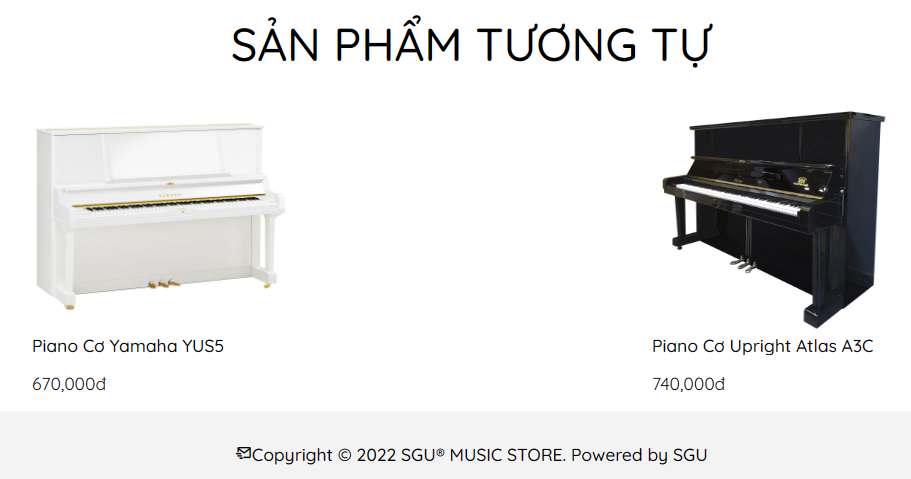 SẢN PHẨM TƯƠNG TỰ
YAMAHA
Piano Cơ Yamaha YUS5
Piano Cơ Upright Atlas A3C
670,000đ
740,000đ
Copyright © 2022 SGU® MUSIC STORE. Powered by SGU